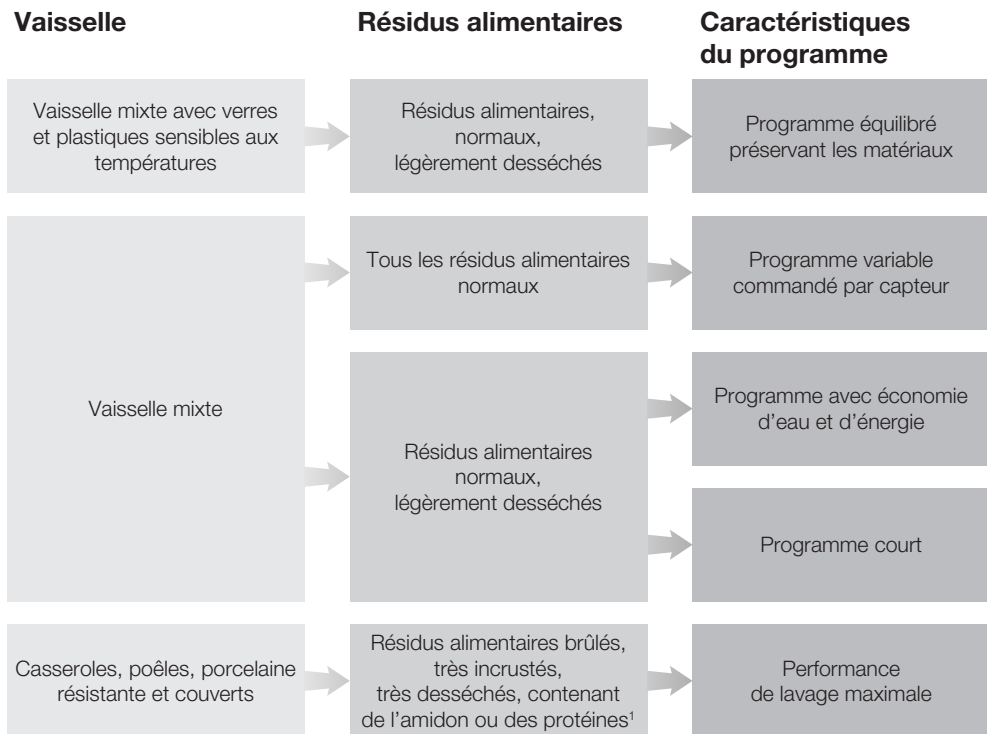 Vaisselle
Résidus alimentaires
Caractéristiques
du programme
Vaisselle mixte avec verres
et plastiques sensibles aux
températures
Résidus alimentaires,
normaux,
légèrement desséchés
Programme équilibré
préservant les matériaux
Vaisselle mixte
Tous les résidus alimentaires
normaux
Programme variable
commandé par capteur
Résidus alimentaires
normaux,
légèrement desséchés
Programme avec économie
d'eau et d'énergie
Programme court
Casseroles, poêles, porcelaine
résistante et couverts
Résidus alimentaires brûlés,
très incrustés,
très desséchés, contenant
de l'amidon ou des protéines¹
Performance
de lavage maximale